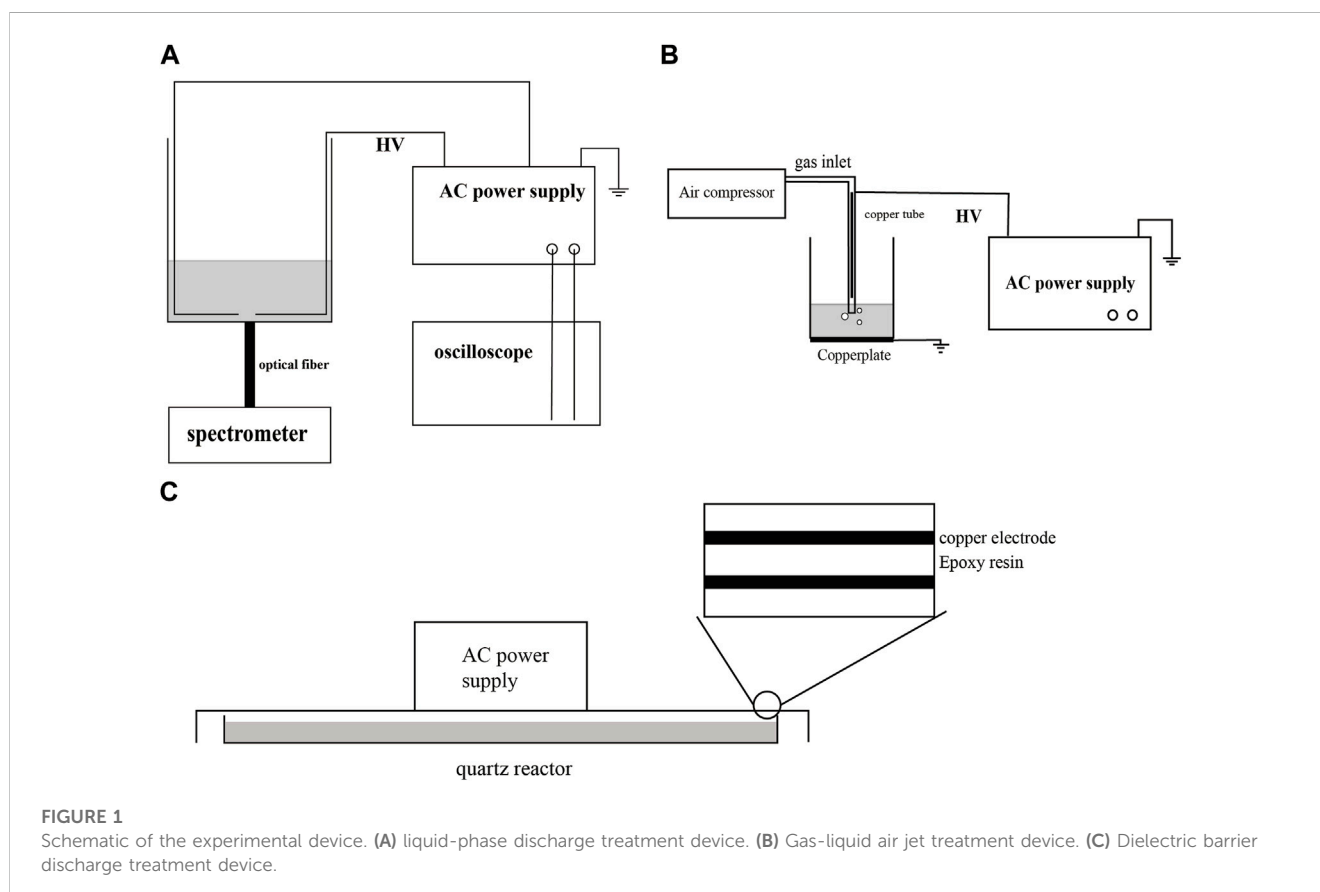 A
HV
AC power supply
oscilloscope
optical fiber
spectrometer
B
gas inlet
Air compressor
copper tube
HV
AC power supply
Copperplate
C
copper electrode
Epoxy resin
AC power
supply
quartz reactor
FIGURE 1
Schematic of the experimental device. (A) liquid-phase discharge treatment device. (B) Gas-liquid air jet treatment device. (C) Dielectric barrier
discharge treatment device.